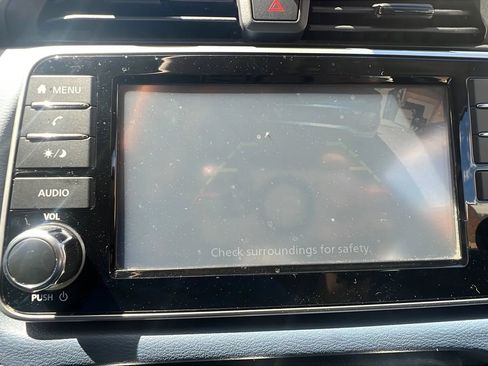 MENU
AUDIO
VOL
PUSH
Check surroundings for safety.